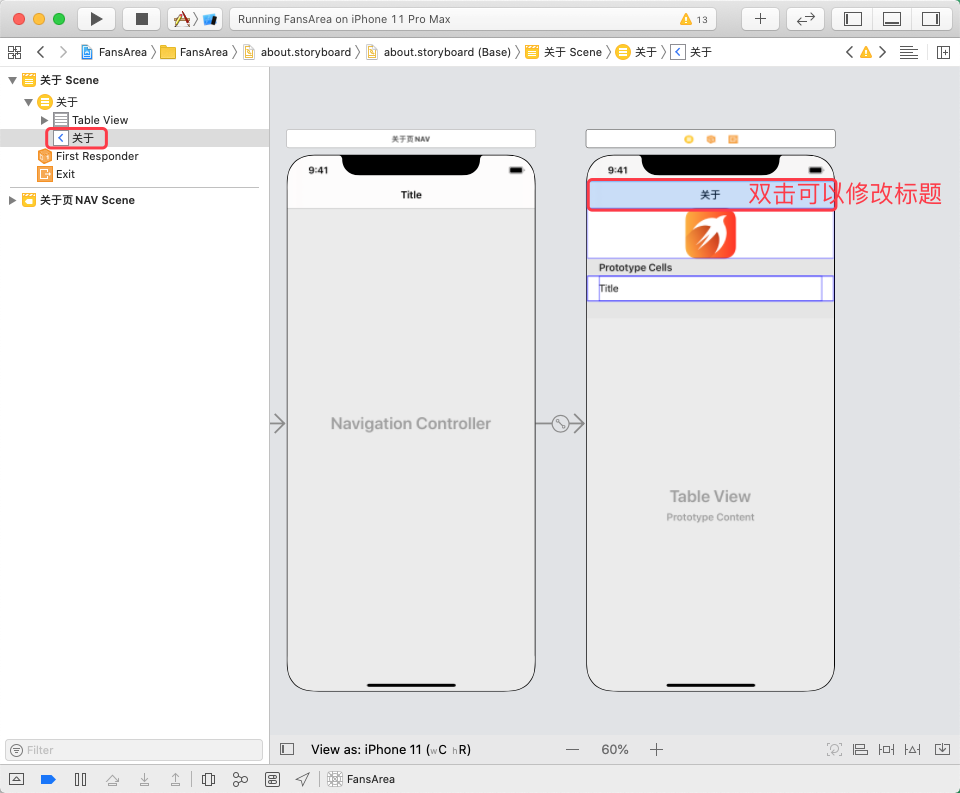 Running FansArea on iPhone 11 Pro Max
13
FansArea
FansArea
about.storyboard
about.storyboard (Base)
关于 Scene
关于
关于
关于 Scene
关于
Table View
关于
First Responder
Exit
关于页 NAV Scene
关于页 NAV
9:41
Title
Navigation Controller
9:41
关于
双击可以修改标题
Prototype Cells
Title
Table View
Prototype Content
Filter
View as: iPhone 11 (wC hR)
60%
FansArea